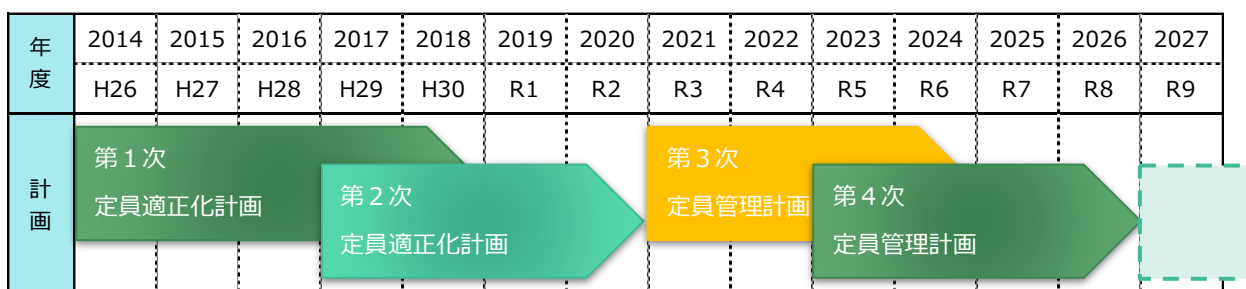 年度 2014 2015 2016 2017 2018 2019 2020 2021 2022 2023 2024 2025 2026 2027
H26 H27 H28 H29 H30 R1 R2 R3 R4 R5 R6 R7 R8 R9
計画
第１次
定員適正化計画
第２次
定員適正化計画
第３次
定員管理計画
第４次
定員管理計画